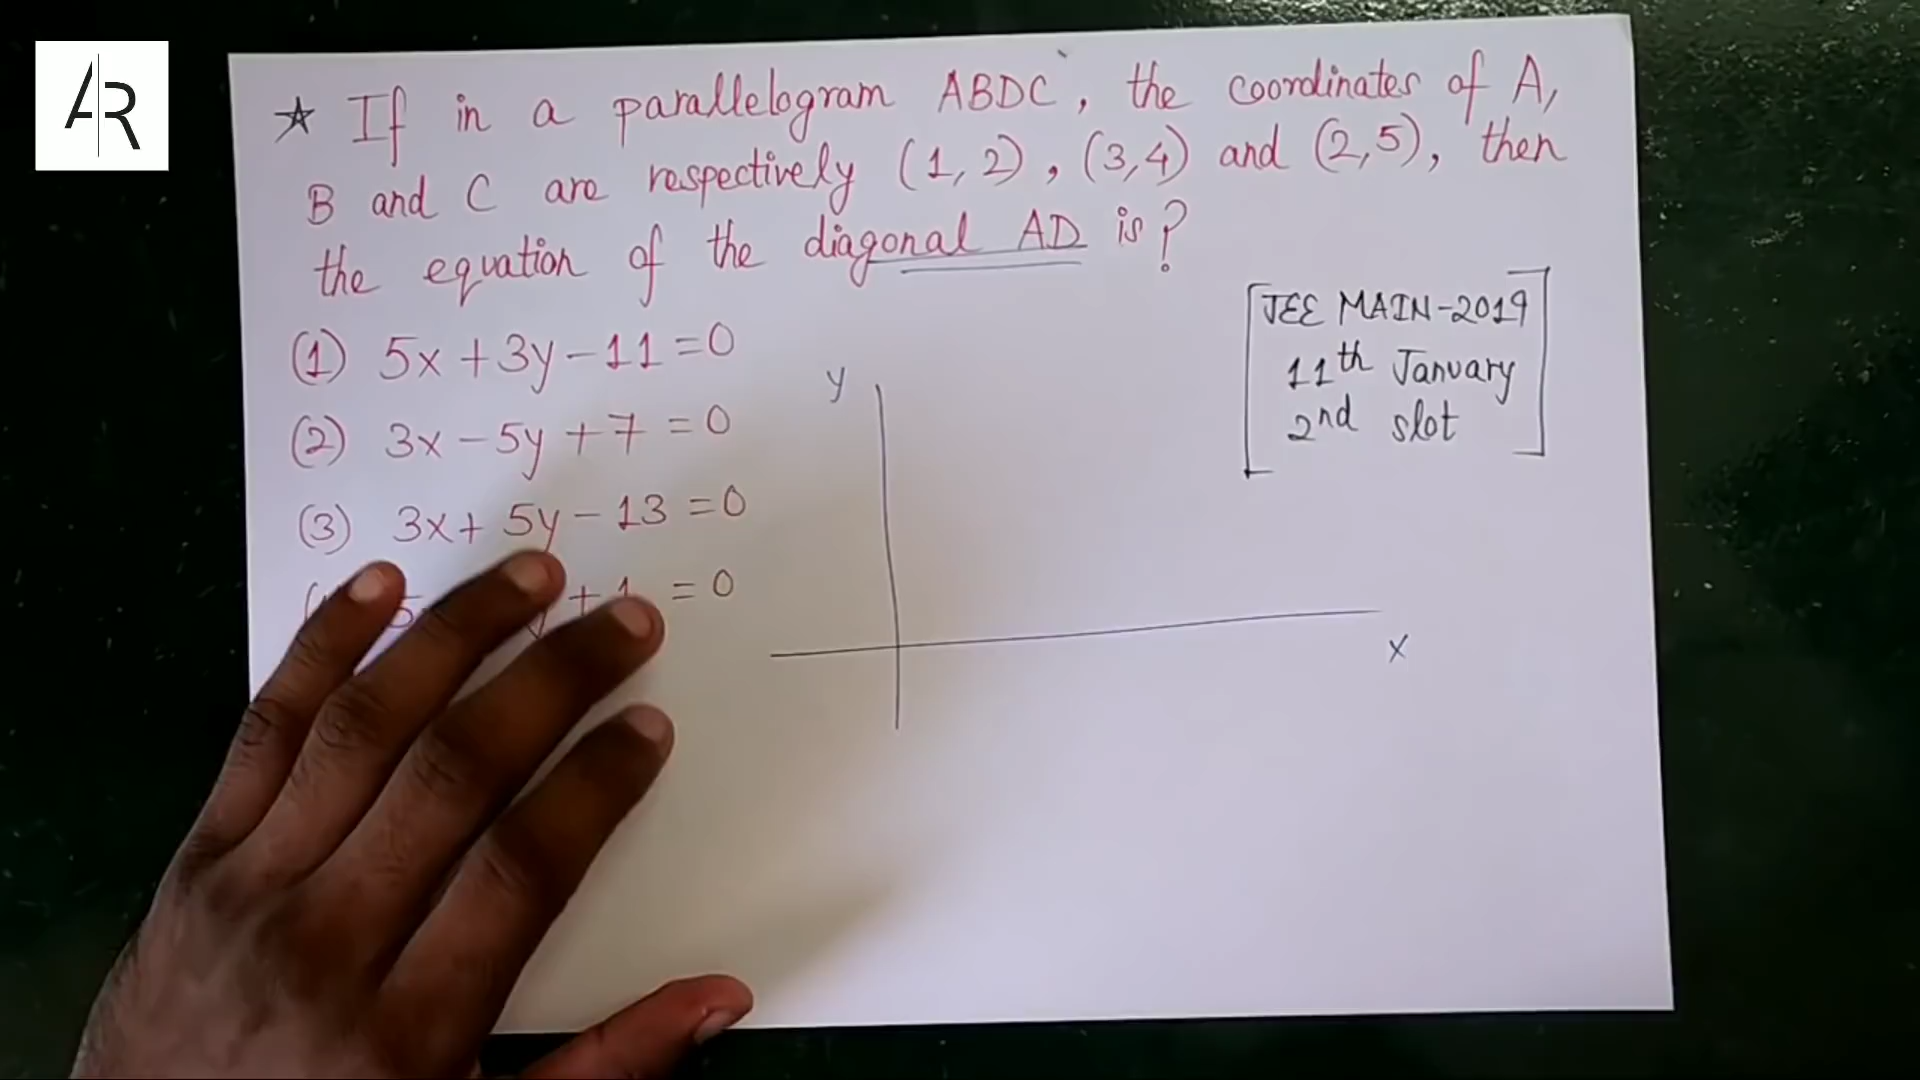 AR
☆ If in a parallelogram ABDC, the coordinates of A,
B and C are respectively (1, 2), (3,4) and (2,5), then
the equation of the diagonal AD is?
(1) 5x + 3y - 11 = 0
(2) 3x - 5y + 7 = 0
(3) 3x + 5y - 13 = 0
+ 1 = 0
y
x
[JEE MAIN-2019
11th January
2nd slot]